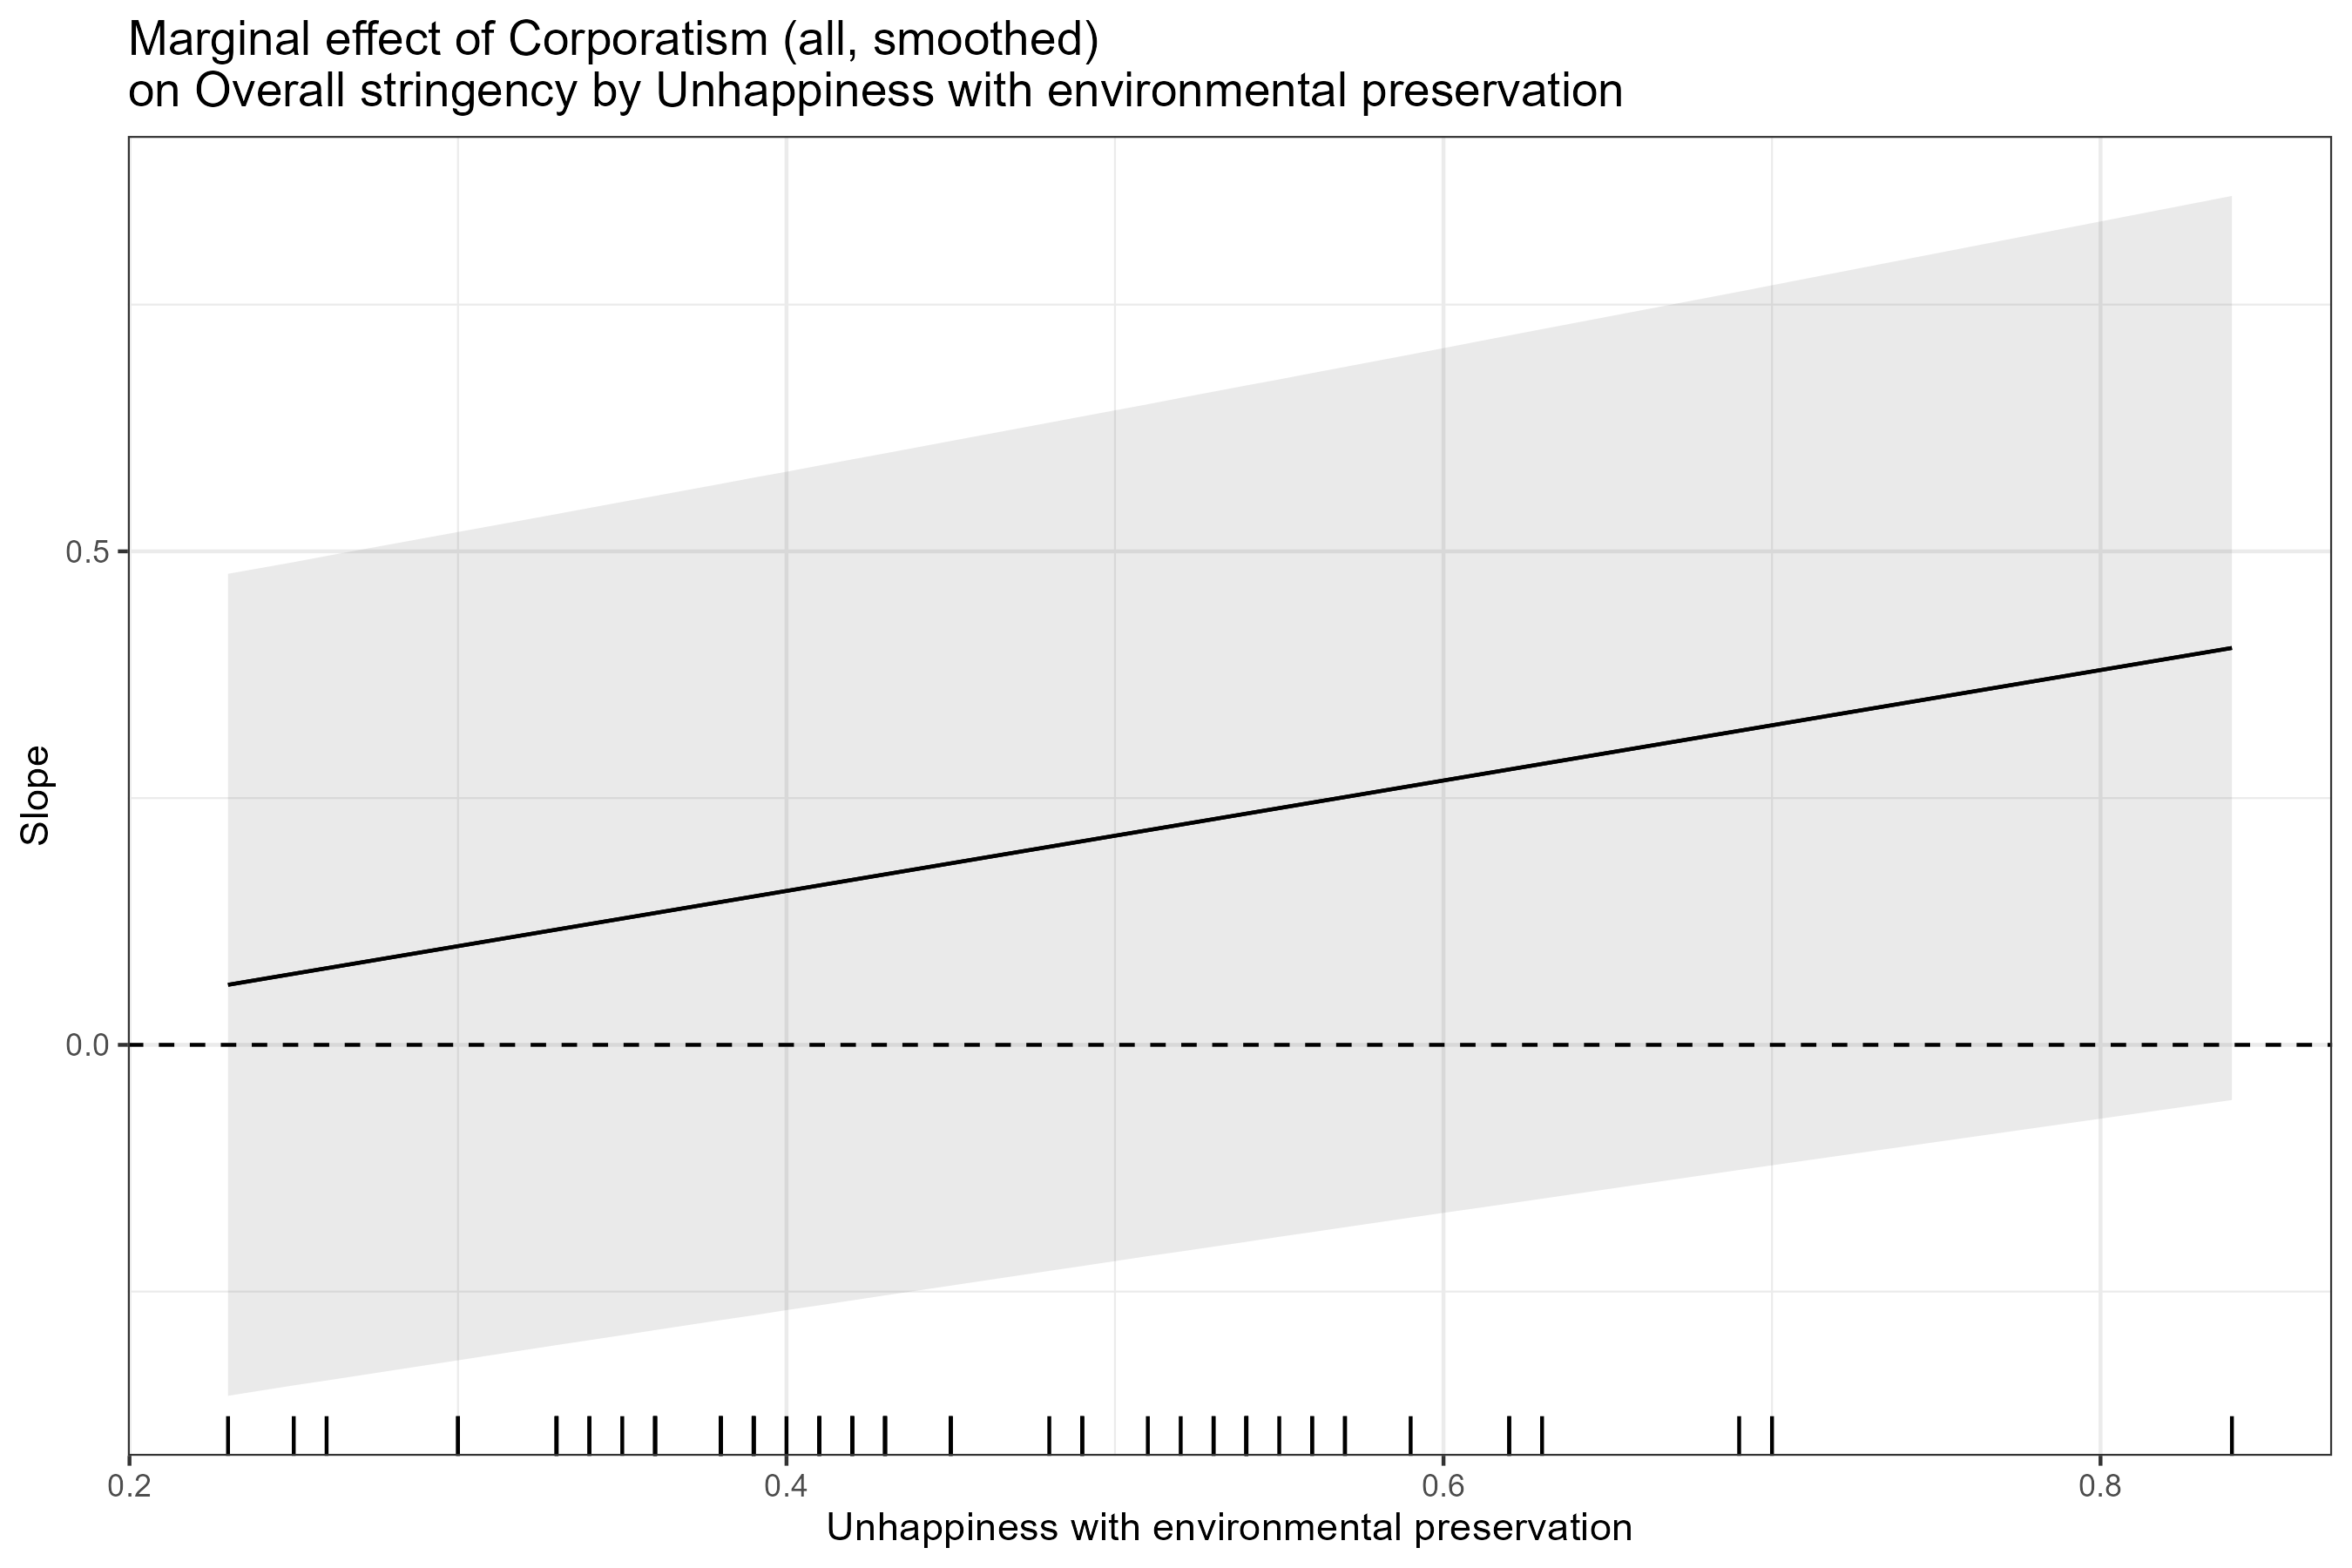 Marginal effect of Corporatism (all, smoothed)
on Overall stringency by Unhappiness with environmental preservation
Slope
0.5
0.0
0.2
0.4
0.6
0.8
Unhappiness with environmental preservation